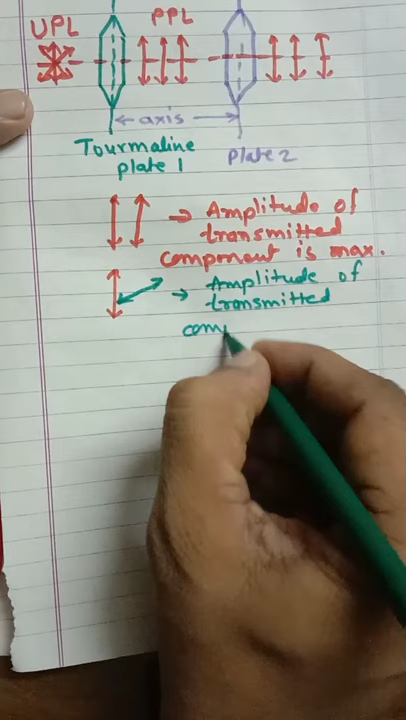 UPL PPL
axis
Tourmaline
plate 1
Plate 2
→ Amplitude of
transmitted
component is max.
→ Amplitude of
transmitted
com